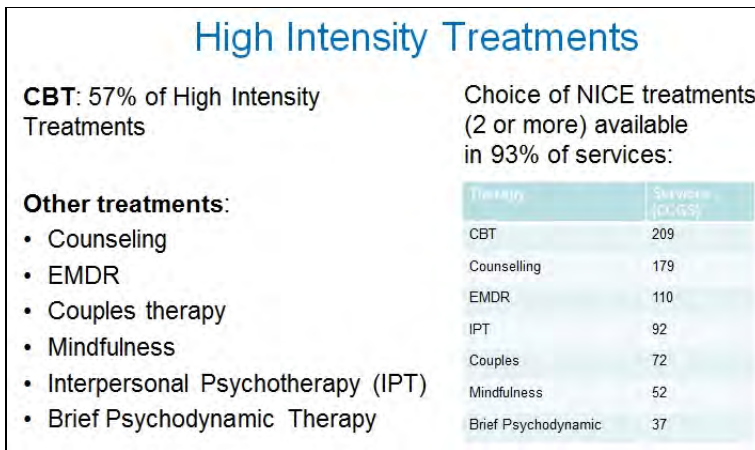 High Intensity Treatments
CBT: 57% of High Intensity
Treatments
Other treatments:
• Counseling
• EMDR
• Couples therapy
• Mindfulness
• Interpersonal Psychotherapy (IPT)
• Brief Psychodynamic Therapy
Choice of NICE treatments
(2 or more) available
in 93% of services:
Therapy Services
(CCGS)
CBT 209
Counselling 179
EMDR 110
IPT 92
Couples 72
Mindfulness 52
Brief Psychodynamic 37